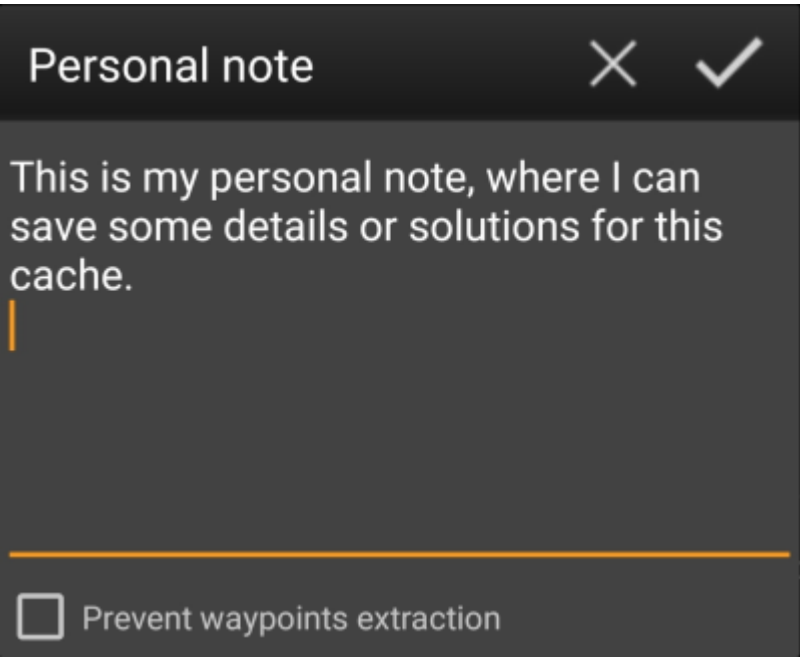 Personal note
This is my personal note, where I can
save some details or solutions for this
cache.
Prevent waypoints extraction